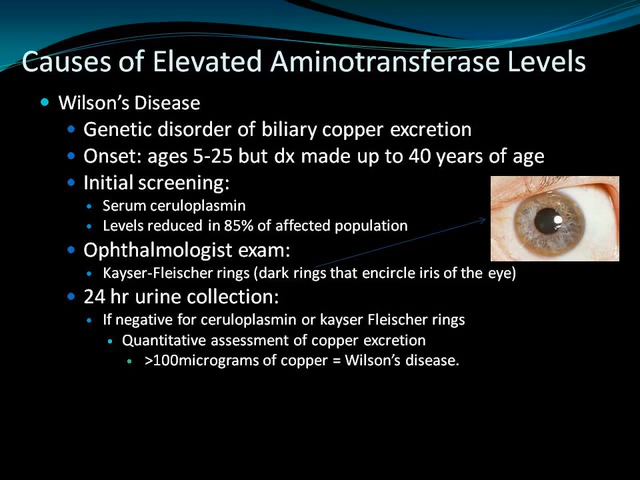 Causes of Elevated Aminotransferase Levels
Wilson's Disease
Genetic disorder of biliary copper excretion
Onset: ages 5-25 but dx made up to 40 years of age
Initial screening:
Serum ceruloplasmin
Levels reduced in 85% of affected population
Ophthalmologist exam:
Kayser-Fleischer rings (dark rings that encircle iris of the eye)
24 hr urine collection:
If negative for ceruloplasmin or kayser Fleischer rings
Quantitative assessment of copper excretion
>100micrograms of copper = Wilson's disease.